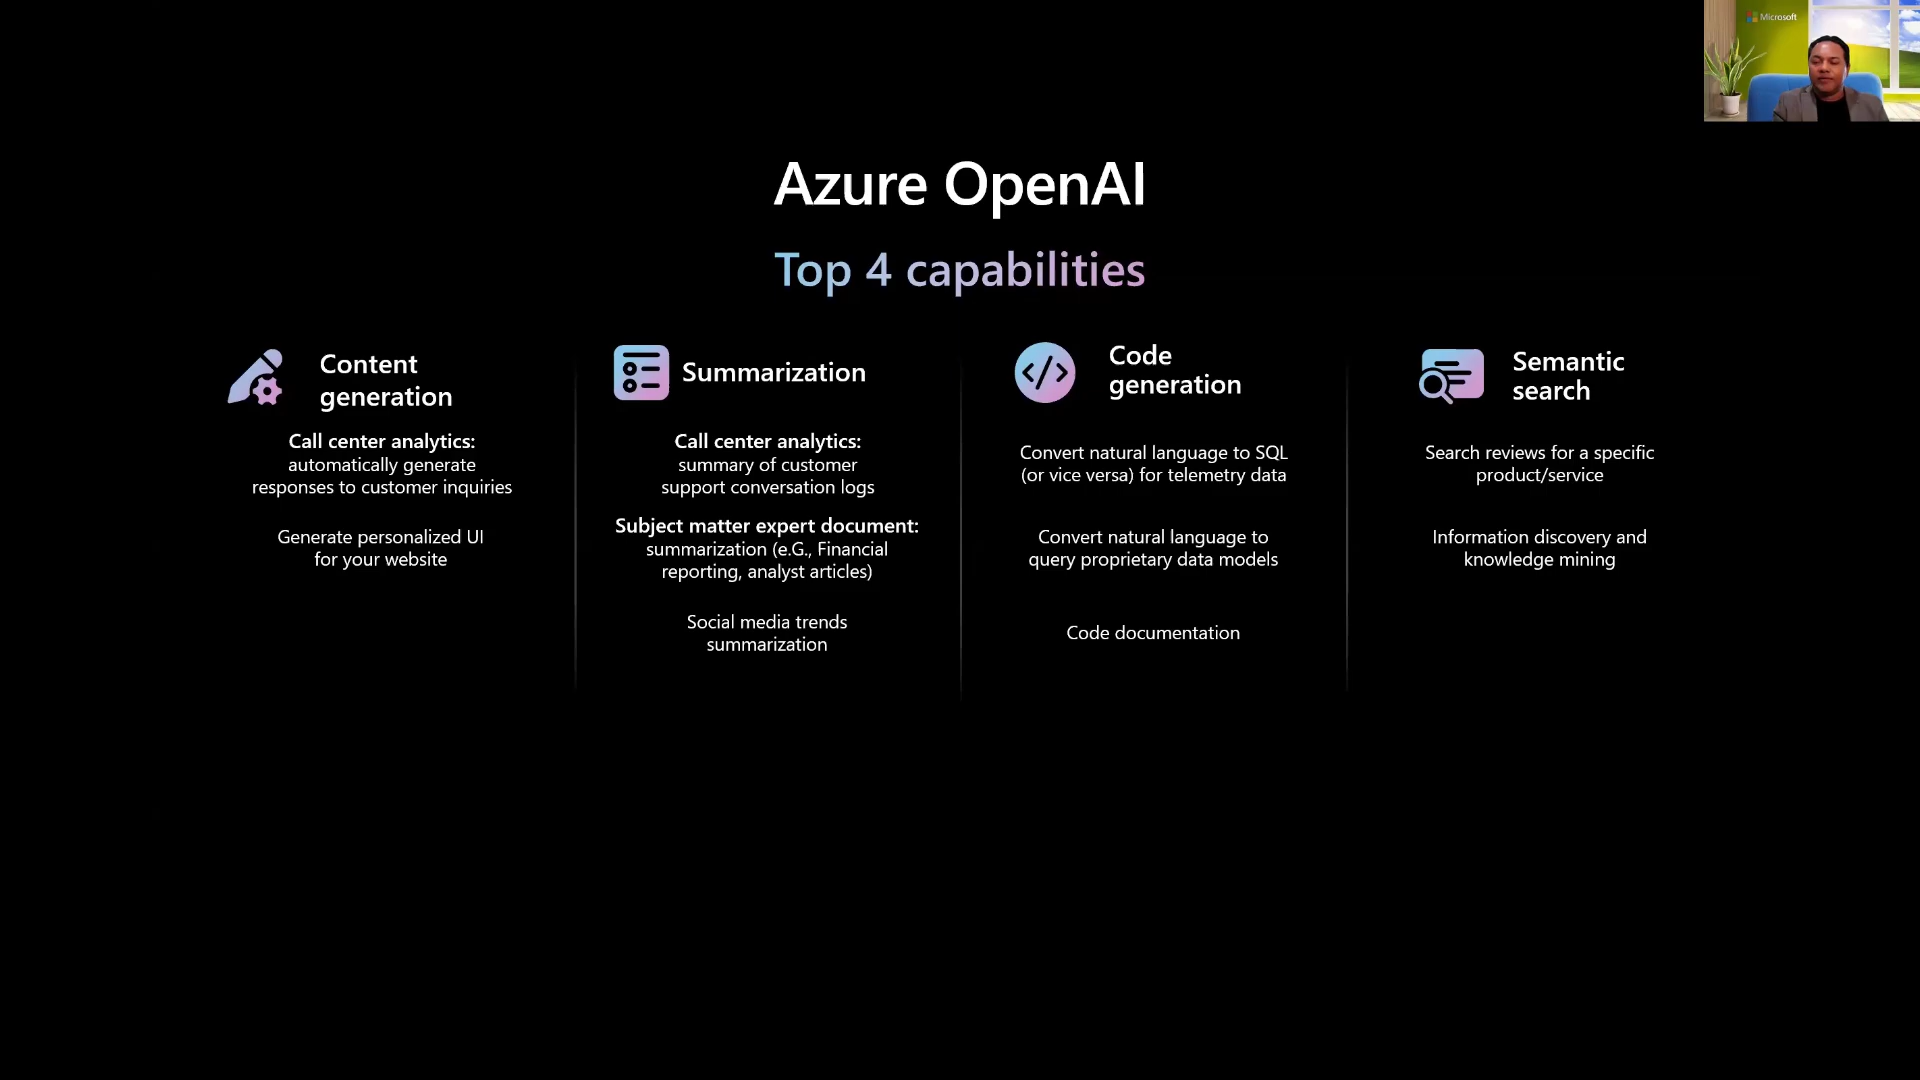 Microsoft
Azure OpenAI
Top 4 capabilities
Content
generation
Call center analytics:
automatically generate
responses to customer inquiries
Generate personalized UI
for your website
Summarization
Call center analytics:
summary of customer
support conversation logs
Subject matter expert document:
summarization (e.G., Financial
reporting, analyst articles)
Social media trends
summarization
Code
generation
Convert natural language to SQL
(or vice versa) for telemetry data
Convert natural language to
query proprietary data models
Code documentation
Semantic
search
Search reviews for a specific
product/service
Information discovery and
knowledge mining